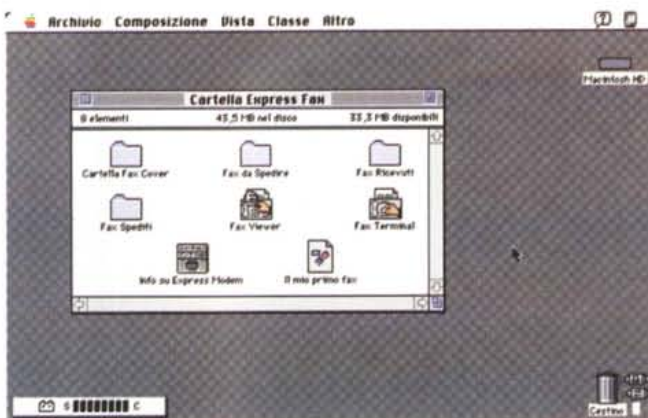 Archivio Composizione Vista Classe Altro
Macintosh HD
Cartella Express Fax
8 elementi 43,5 MB nel disco 33,3 MB disponibili
Cartella Fax Cover Fax da Spedire Fax Ricevuti
Fax Spediti Fax Viewer Fax Terminal
Info su Express Modem Il mio primo fax
S C
Cestino